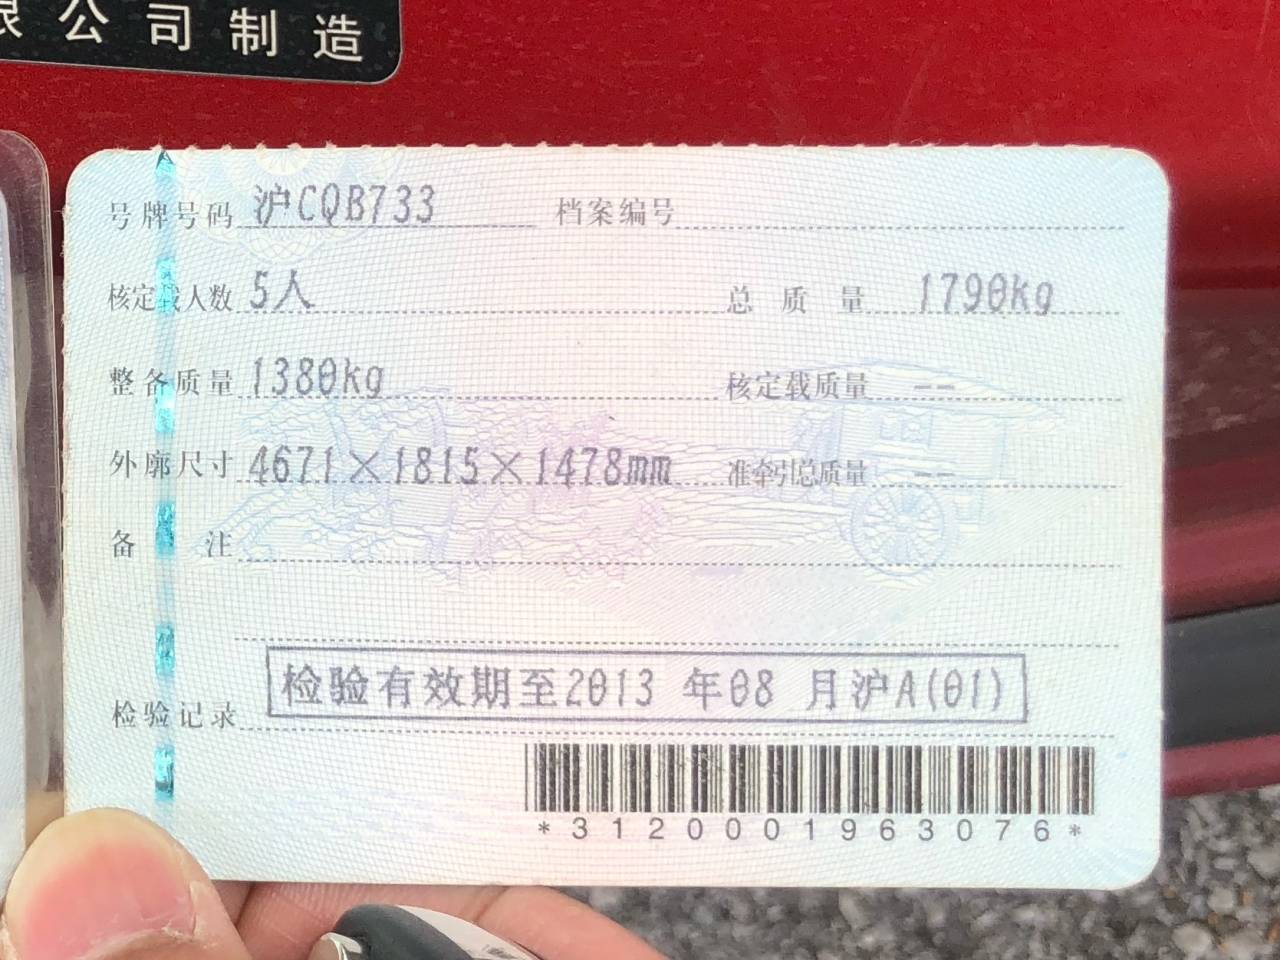 限公司制造
号牌号码 沪CQB733 档案编号
核定载人数 5人 总质量 1790kg
整备质量 1380kg 核定载质量 --
外廓尺寸 4671×1815×1478mm 准牵引总质量 --
备注
检验记录 检验有效期至2013 年08 月沪A(01)
*3120001963076*